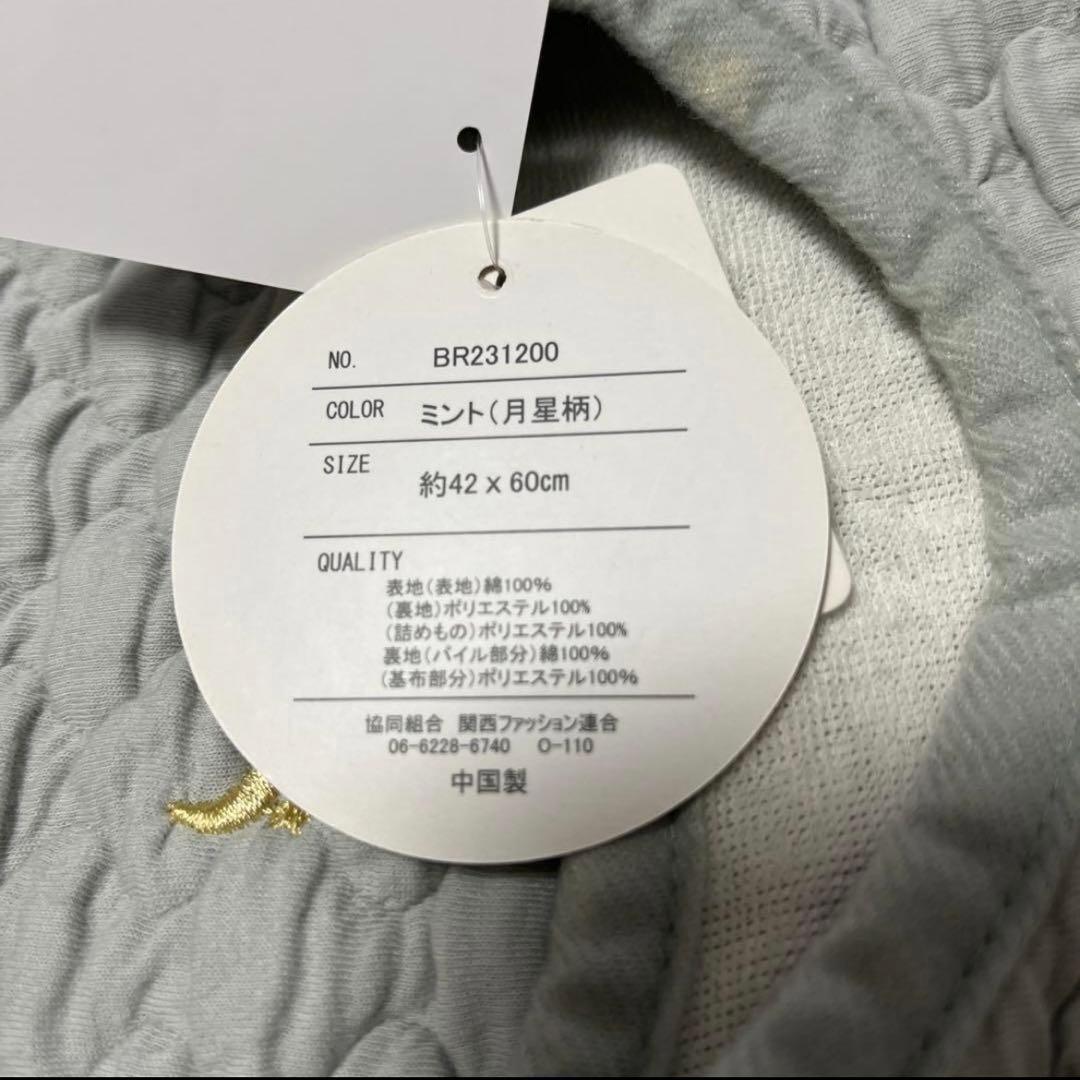 NO. BR231200
COLOR ミント(月星柄)
SIZE 約42 x 60cm
QUALITY
表地(表地)綿100%
(裏地)ポリエステル100%
(詰めもの)ポリエステル100%
裏地(パイル部分)綿100%
(基布部分)ポリエステル100%
協同組合 関西ファッション連合
06-6228-6740 O-110
中国製